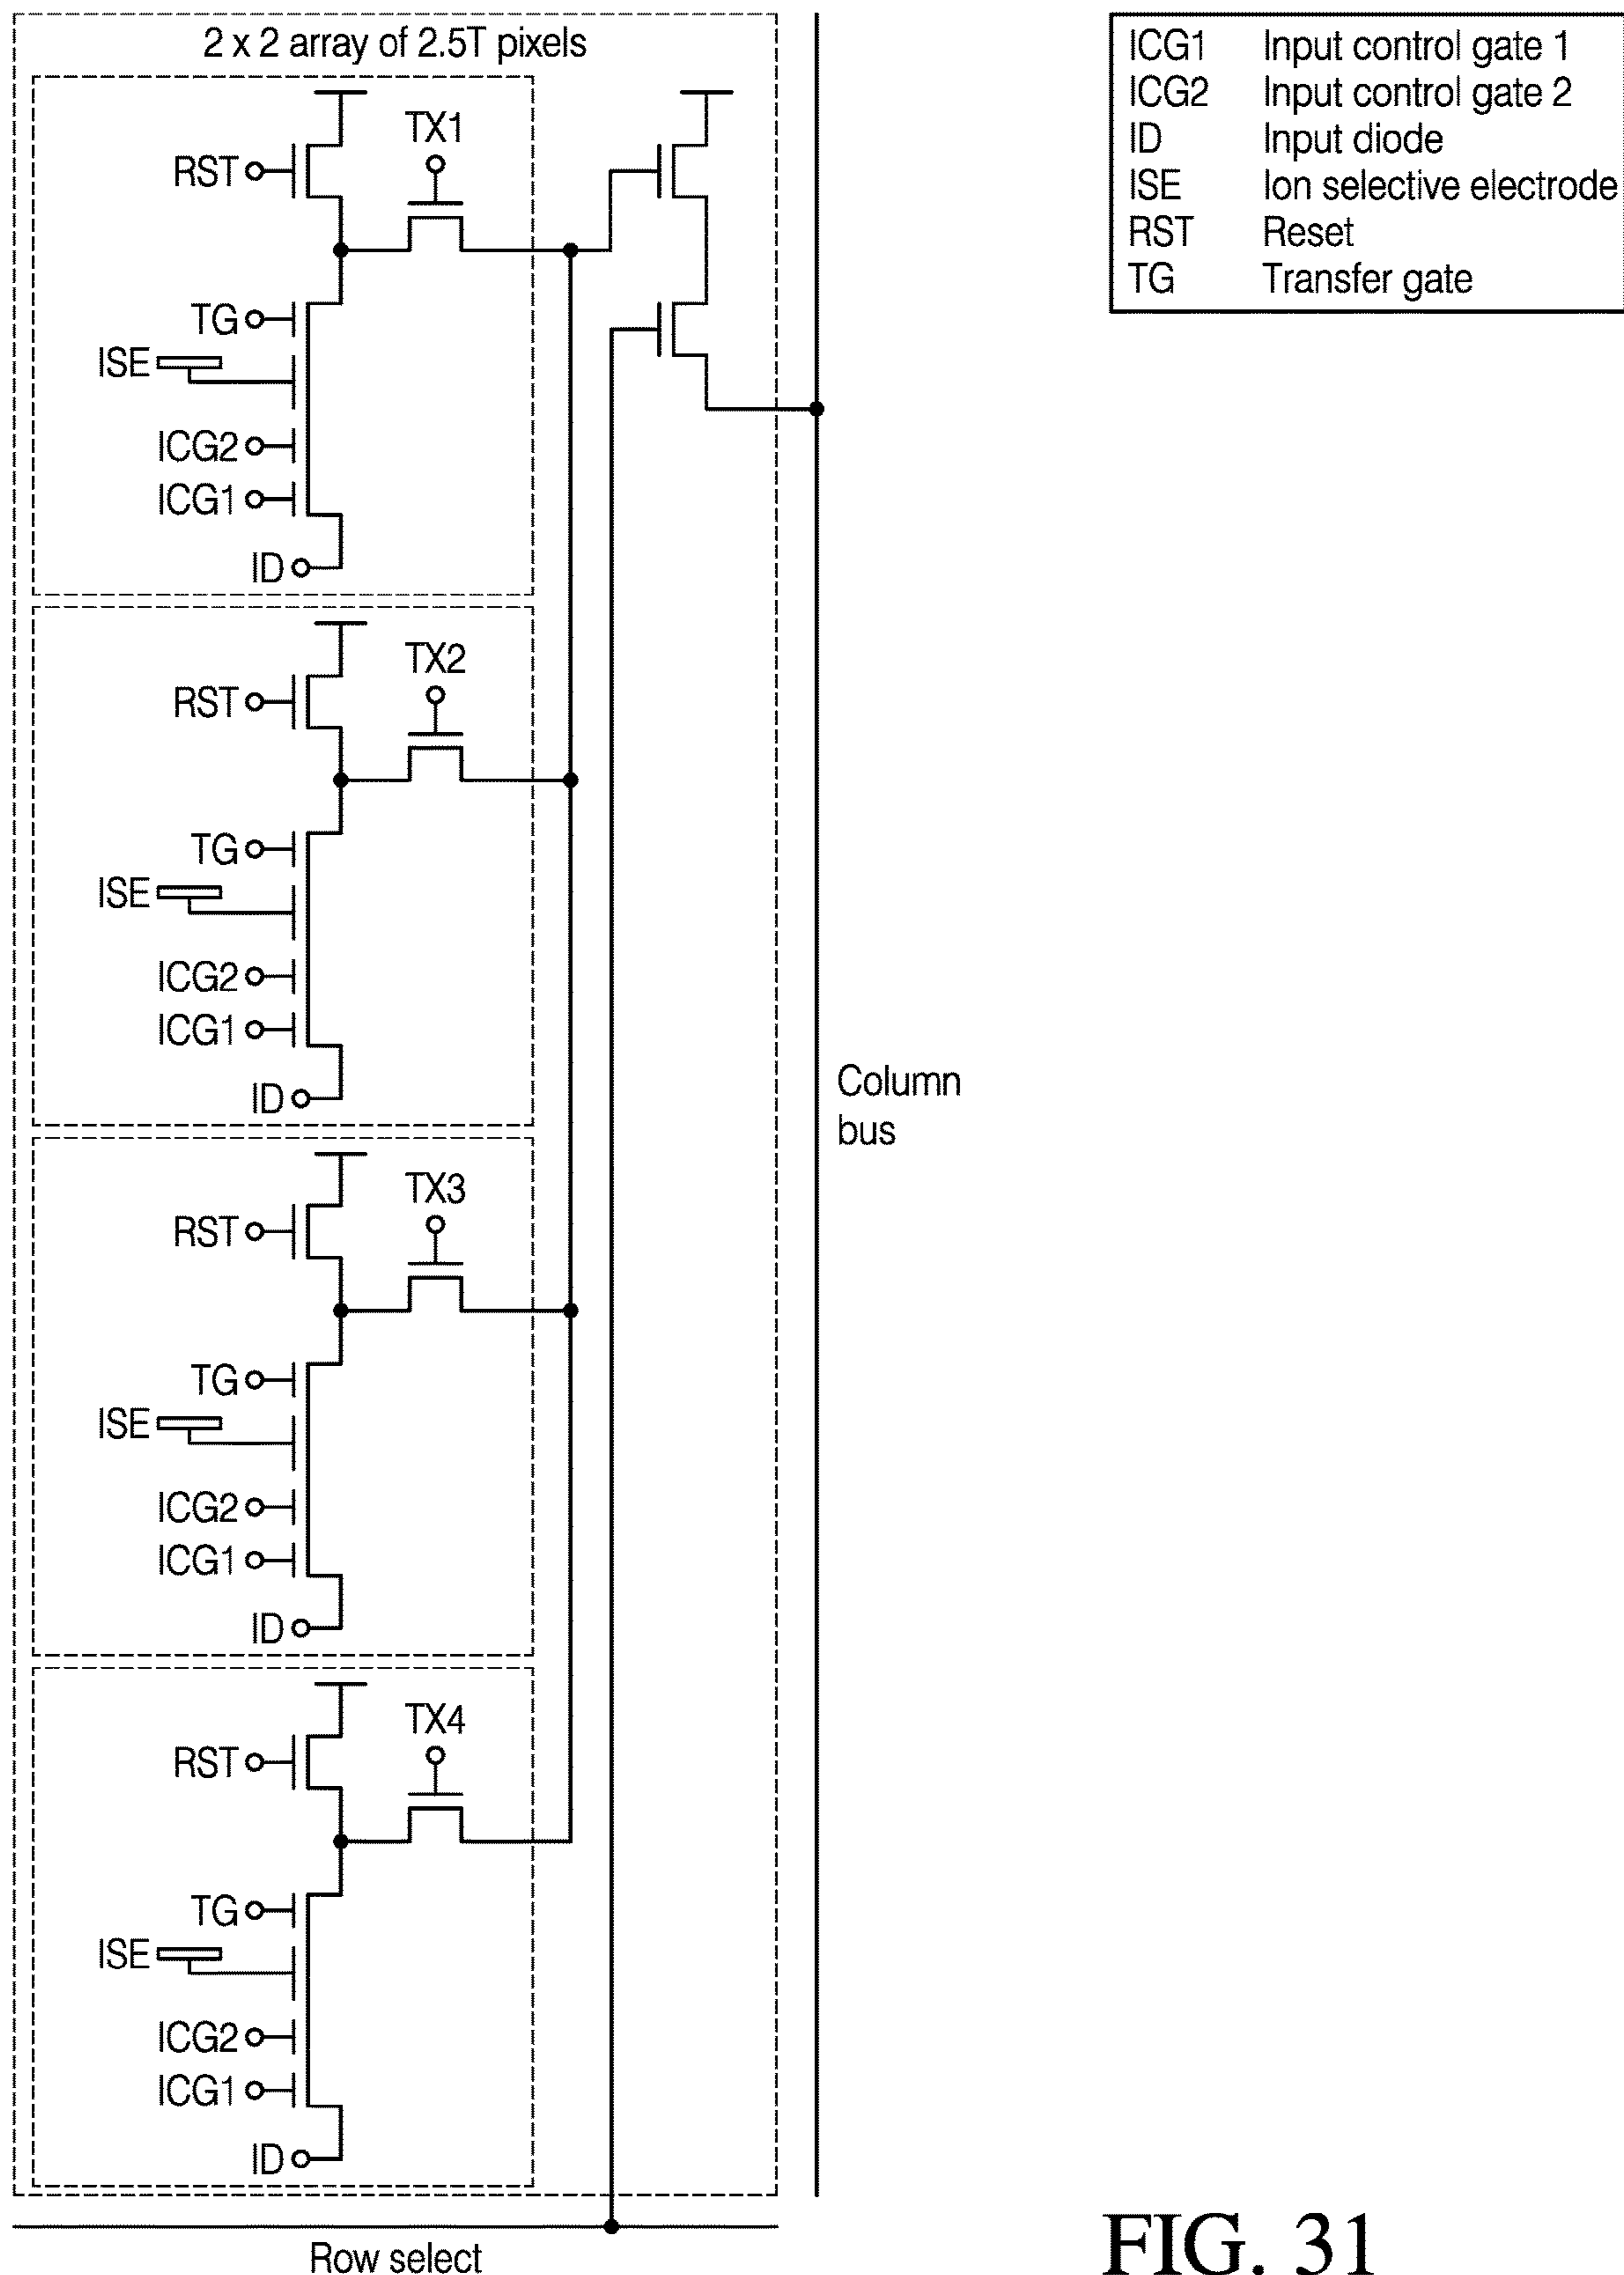 2 x 2 array of 2.5T pixels
RST
TX1
TG
ISE
ICG2
ICG1
ID
RST
TX2
TG
ISE
ICG2
ICG1
ID
RST
TX3
TG
ISE
ICG2
ICG1
ID
RST
TX4
TG
ISE
ICG2
ICG1
ID
Row select
Column
bus
ICG1 Input control gate 1
ICG2 Input control gate 2
ID Input diode
ISE Ion selective electrode
RST Reset
TG Transfer gate
FIG. 31